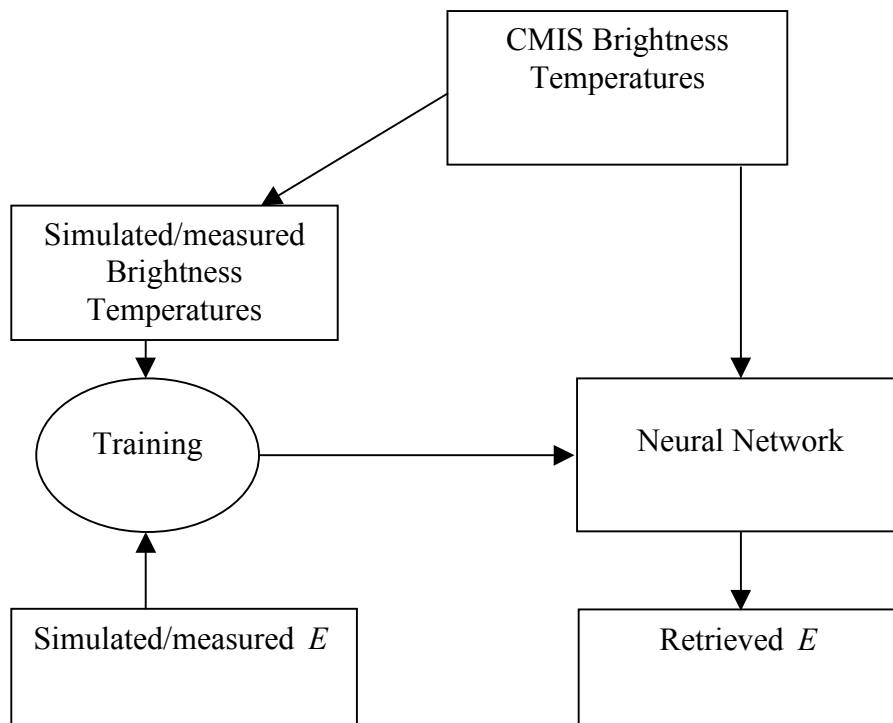 CMIS Brightness
Temperatures
Simulated/measured
Brightness
Temperatures
Training
Neural Network
Simulated/measured E
Retrieved E